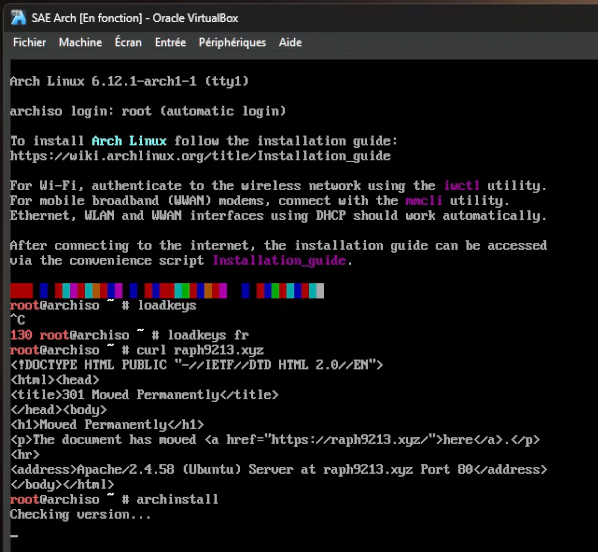 SAE Arch [En fonction] - Oracle VirtualBox
Fichier Machine Écran Entrée Périphériques Aide
Arch Linux 6.12.1-arch1-1 (tty1)
archiso login: root (automatic login)
To install Arch Linux follow the installation guide:
https://wiki.archlinux.org/title/Installation_guide
For Wi-Fi, authenticate to the wireless network using the iwctl utility.
For mobile broadband (WWAN) modems, connect with the mmcli utility.
Ethernet, WLAN and WWAN interfaces using DHCP should work automatically.
After connecting to the internet, the installation guide can be accessed
via the convenience script Installation_guide.
root@archiso ~ # loadkeys
^C
130 root@archiso ~ # loadkeys fr
root@archiso ~ # curl raph9213.xyz
<!DOCTYPE HTML PUBLIC "-//IETF//DTD HTML 2.0//EN">
<html><head>
<title>301 Moved Permanently</title>
</head><body>
<h1>Moved Permanently</h1>
<p>The document has moved <a href="https://raph9213.xyz/">here</a>.</p>
<hr>
<address>Apache/2.4.58 (Ubuntu) Server at raph9213.xyz Port 80</address>
</body></html>
root@archiso ~ # archinstall
Checking version...